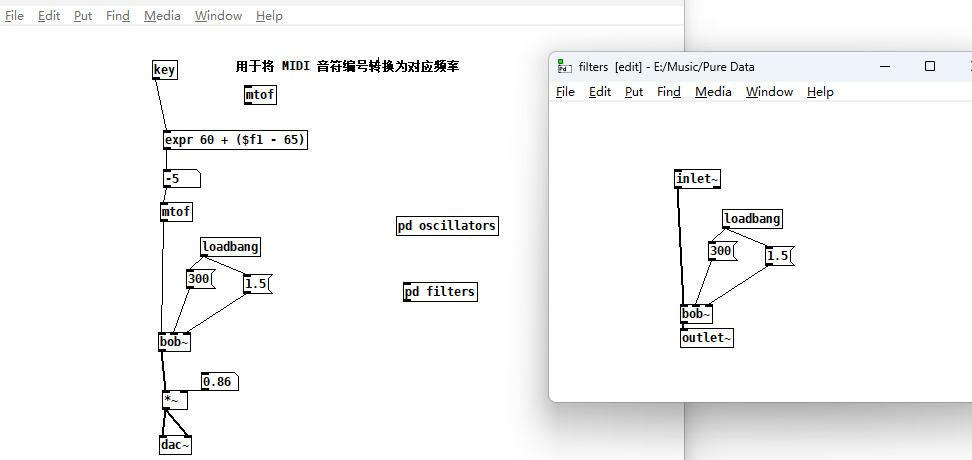 File Edit Put Find Media Window Help
key
用于将 MIDI 音符编号转换为对应频率
mtof
expr 60 + ($f1 - 65)
-5
mtof
loadbang
300
1.5
bob~
0.86
*~
dac~
pd oscillators
pd filters
Pd
filters [edit] - E:/Music/Pure Data
File Edit Put Find Media Window Help
inlet~
loadbang
300
1.5
bob~
outlet~